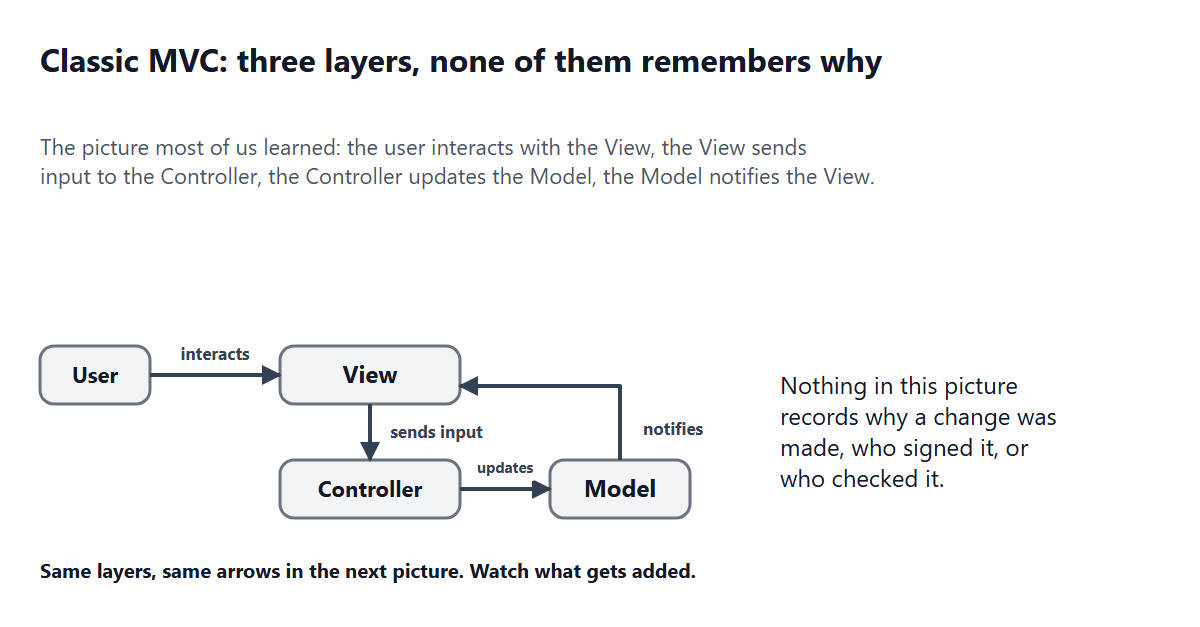 Classic MVC: three layers, none of them remembers why
The picture most of us learned: the user interacts with the View, the View sends
input to the Controller, the Controller updates the Model, the Model notifies the View.
interacts
User
View
sends input
notifies
updates
Controller
Model
Nothing in this picture
records why a change was
made, who signed it, or
who checked it.
Same layers, same arrows in the next picture. Watch what gets added.